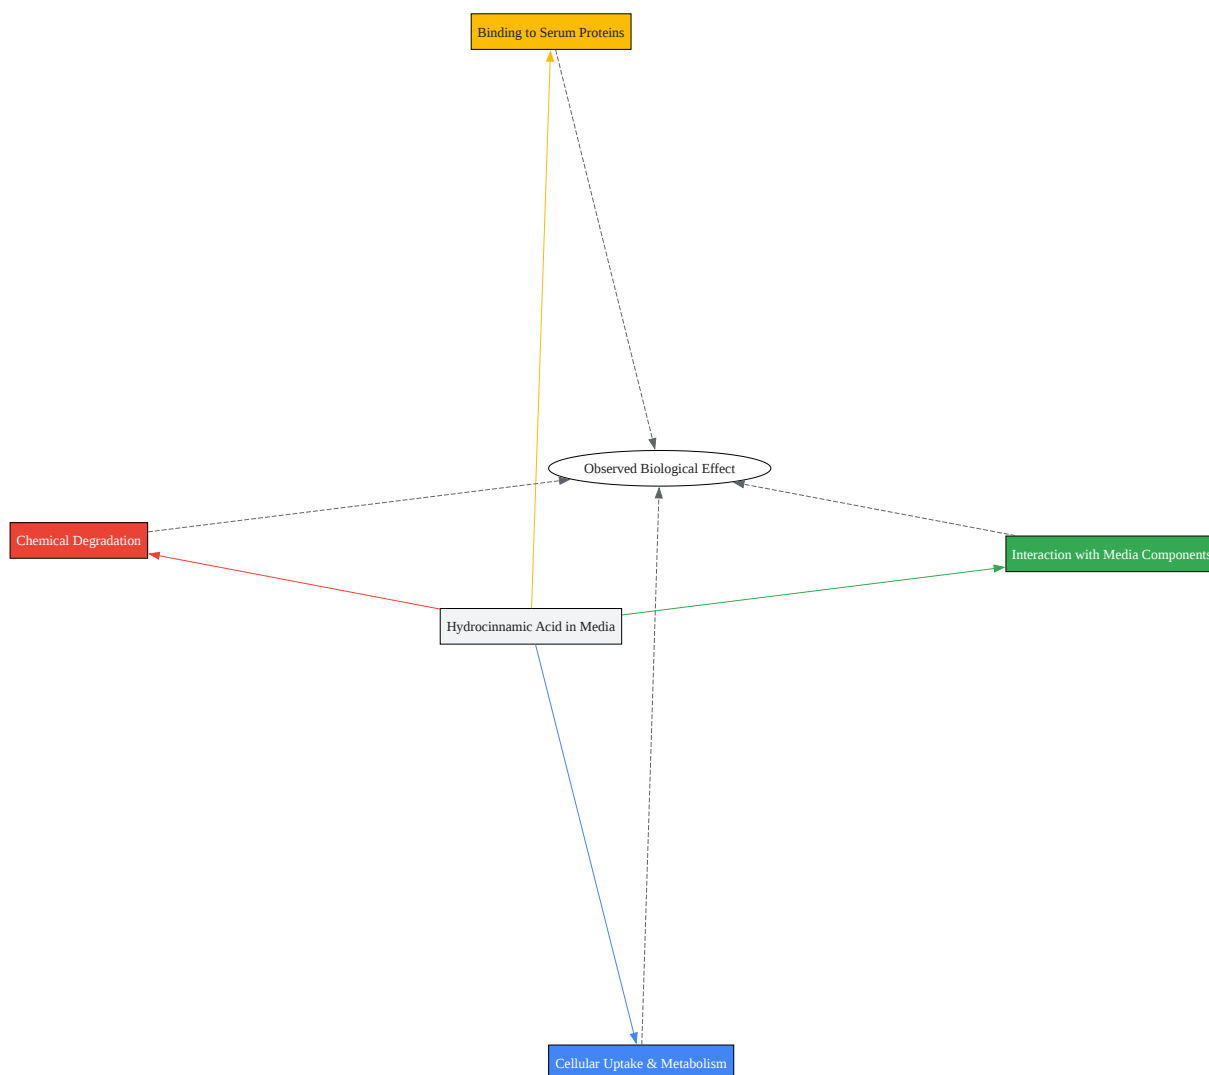 Binding to Serum Proteins
Observed Biological Effect
Chemical Degradation
Interaction with Media Components
Hydrocinnamic Acid in Media
Cellular Uptake & Metabolism